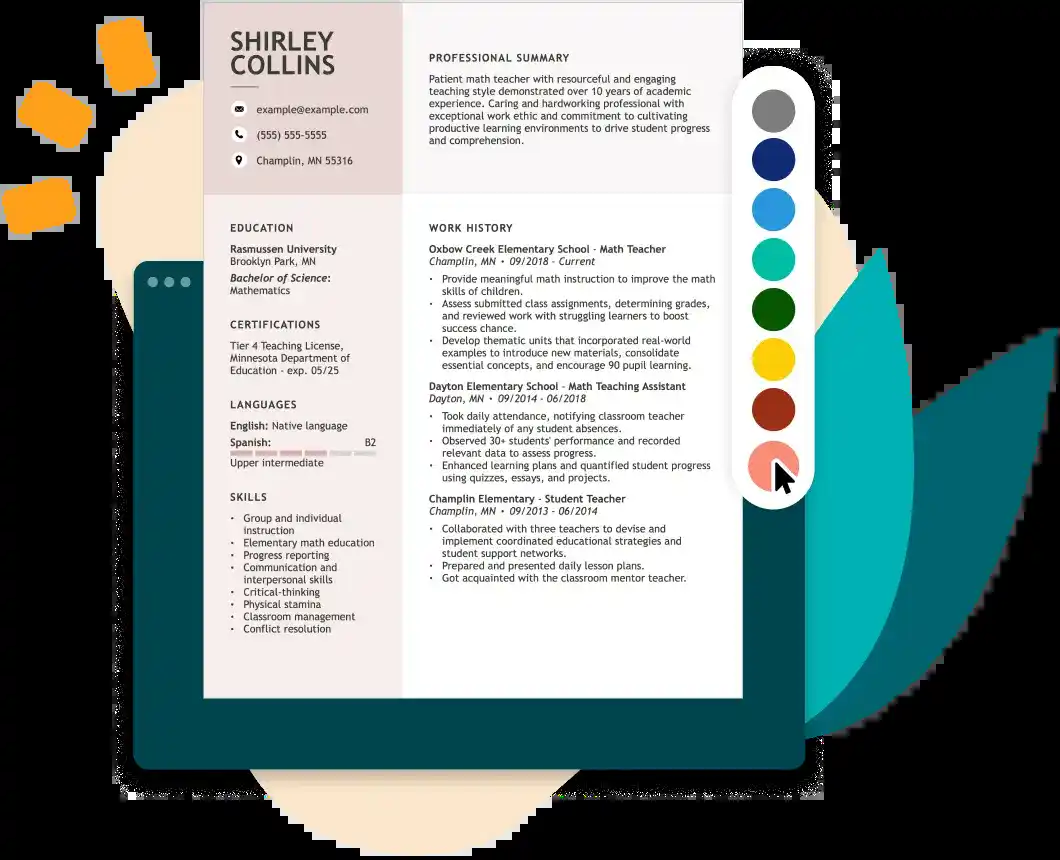 SHIRLEY
COLLINS
example@example.com
(555) 555-5555
Champlin, MN 55316
PROFESSIONAL SUMMARY
Patient math teacher with resourceful and engaging
teaching style demonstrated over 10 years of academic
experience. Caring and hardworking professional with
exceptional work ethic and commitment to cultivating
productive learning environments to drive student progress
and comprehension.
EDUCATION
Rasmussen University
Brooklyn Park, MN
Bachelor of Science:
Mathematics
CERTIFICATIONS
Tier 4 Teaching License,
Minnesota Department of
Education - exp. 05/25
LANGUAGES
English: Native language
Spanish: B2
Upper intermediate
SKILLS
• Group and individual
instruction
• Elementary math education
• Progress reporting
• Communication and
interpersonal skills
• Critical-thinking
• Physical stamina
• Classroom management
• Conflict resolution
WORK HISTORY
Oxbow Creek Elementary School - Math Teacher
Champlin, MN • 09/2018 - Current
• Provide meaningful math instruction to improve the math
skills of children.
• Assess submitted class assignments, determining grades,
and reviewed work with struggling learners to boost
success chance.
• Develop thematic units that incorporated real-world
examples to introduce new materials, consolidate
essential concepts, and encourage 90 pupil learning.
Dayton Elementary School - Math Teaching Assistant
Dayton, MN • 09/2014 - 06/2018
• Took daily attendance, notifying classroom teacher
immediately of any student absences.
• Observed 30+ students' performance and recorded
relevant data to assess progress.
• Enhanced learning plans and quantified student progress
using quizzes, essays, and projects.
Champlin Elementary - Student Teacher
Champlin, MN • 09/2013 - 06/2014
• Collaborated with three teachers to devise and
implement coordinated educational strategies and
student support networks.
• Prepared and presented daily lesson plans.
• Got acquainted with the classroom mentor teacher.